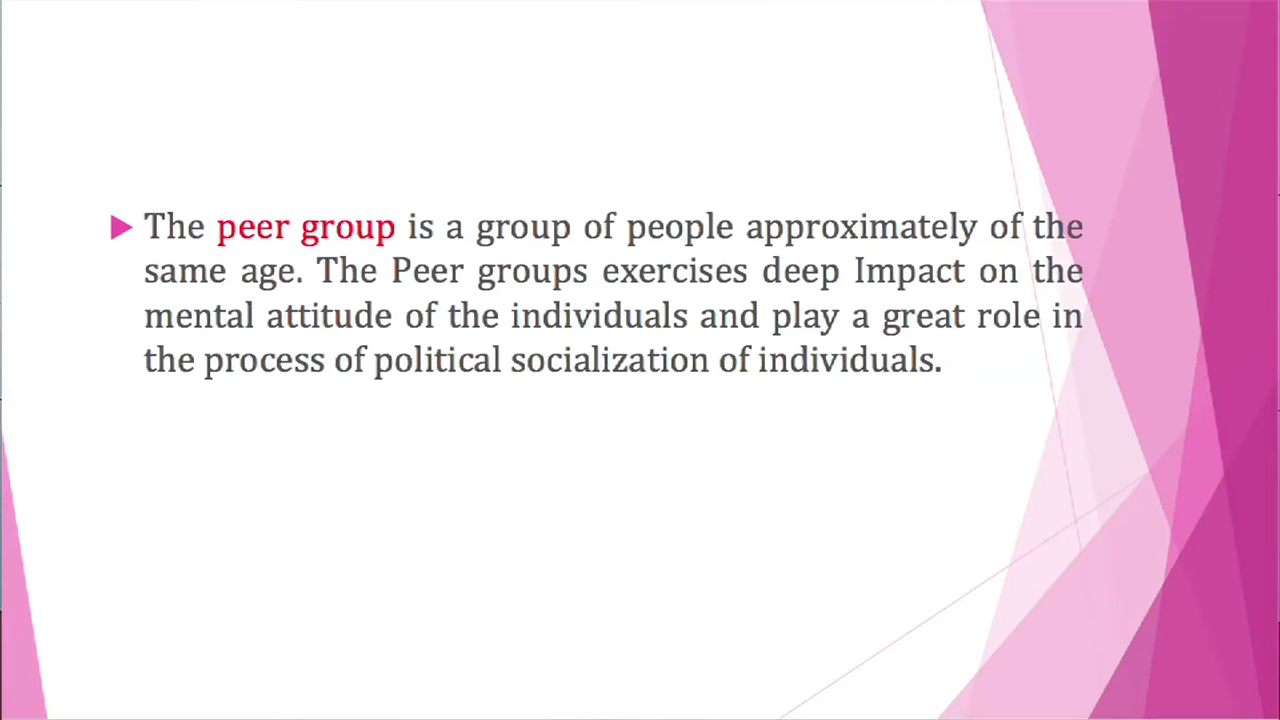 The peer group is a group of people approximately of the
same age. The Peer groups exercises deep Impact on the
mental attitude of the individuals and play a great role in
the process of political socialization of individuals.